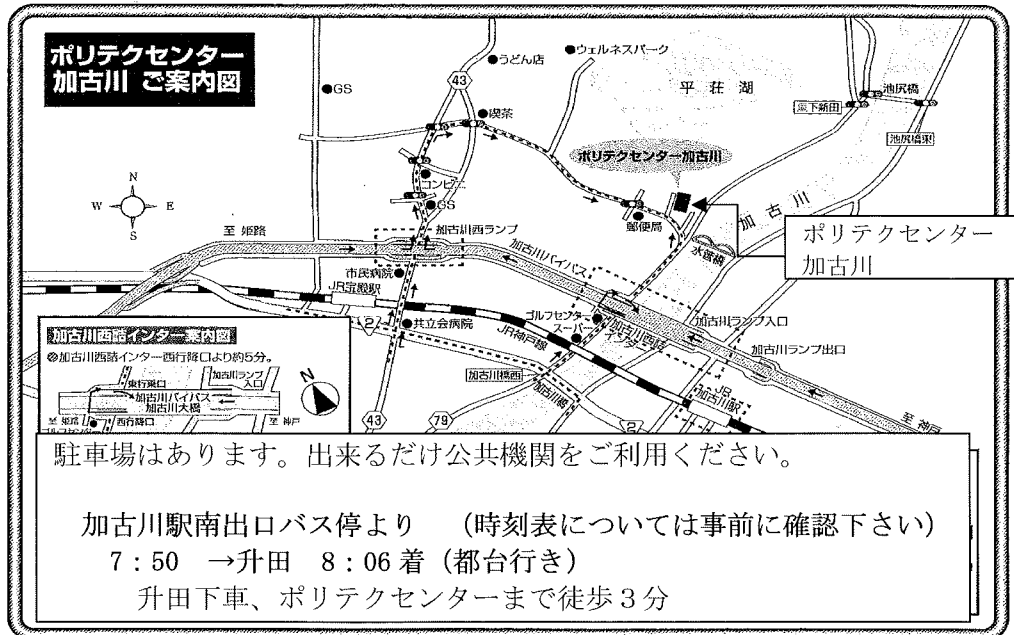 ポリテクセンター
加古川 ご案内図
GS
うどん店
ウェルネスパーク
43
平荘湖
池尻橋
池尻橋東
喫茶
ポリテクセンター加古川
コンビニ
GS
郵便局
加古川
水管橋
ポリテクセンター
加古川
N
W
E
S
至 姫路
加古川西ランプ
加古川バイパス
市民病院
JR宝殿駅
2
共立会病院
JR神戸線
ゴルフセンター
スーパー
加古川ランプ入口
加古川ランプ出口
加古川橋西
加古川橋
JR
加古川駅
至 神戸
43
79
2
加古川西詰インター案内図
加古川西詰インター西行降口より約5分。
東行乗口
加古川ランプ
入口
加古川バイパス
加古川大橋
至 姫路
西行降口
至 神戸
N
駐車場はあります。出来るだけ公共機関をご利用ください。
加古川駅南出口バス停より (時刻表については事前に確認下さい)
7:50 →升田 8:06 着(都台行き)
升田下車、ポリテクセンターまで徒歩3分